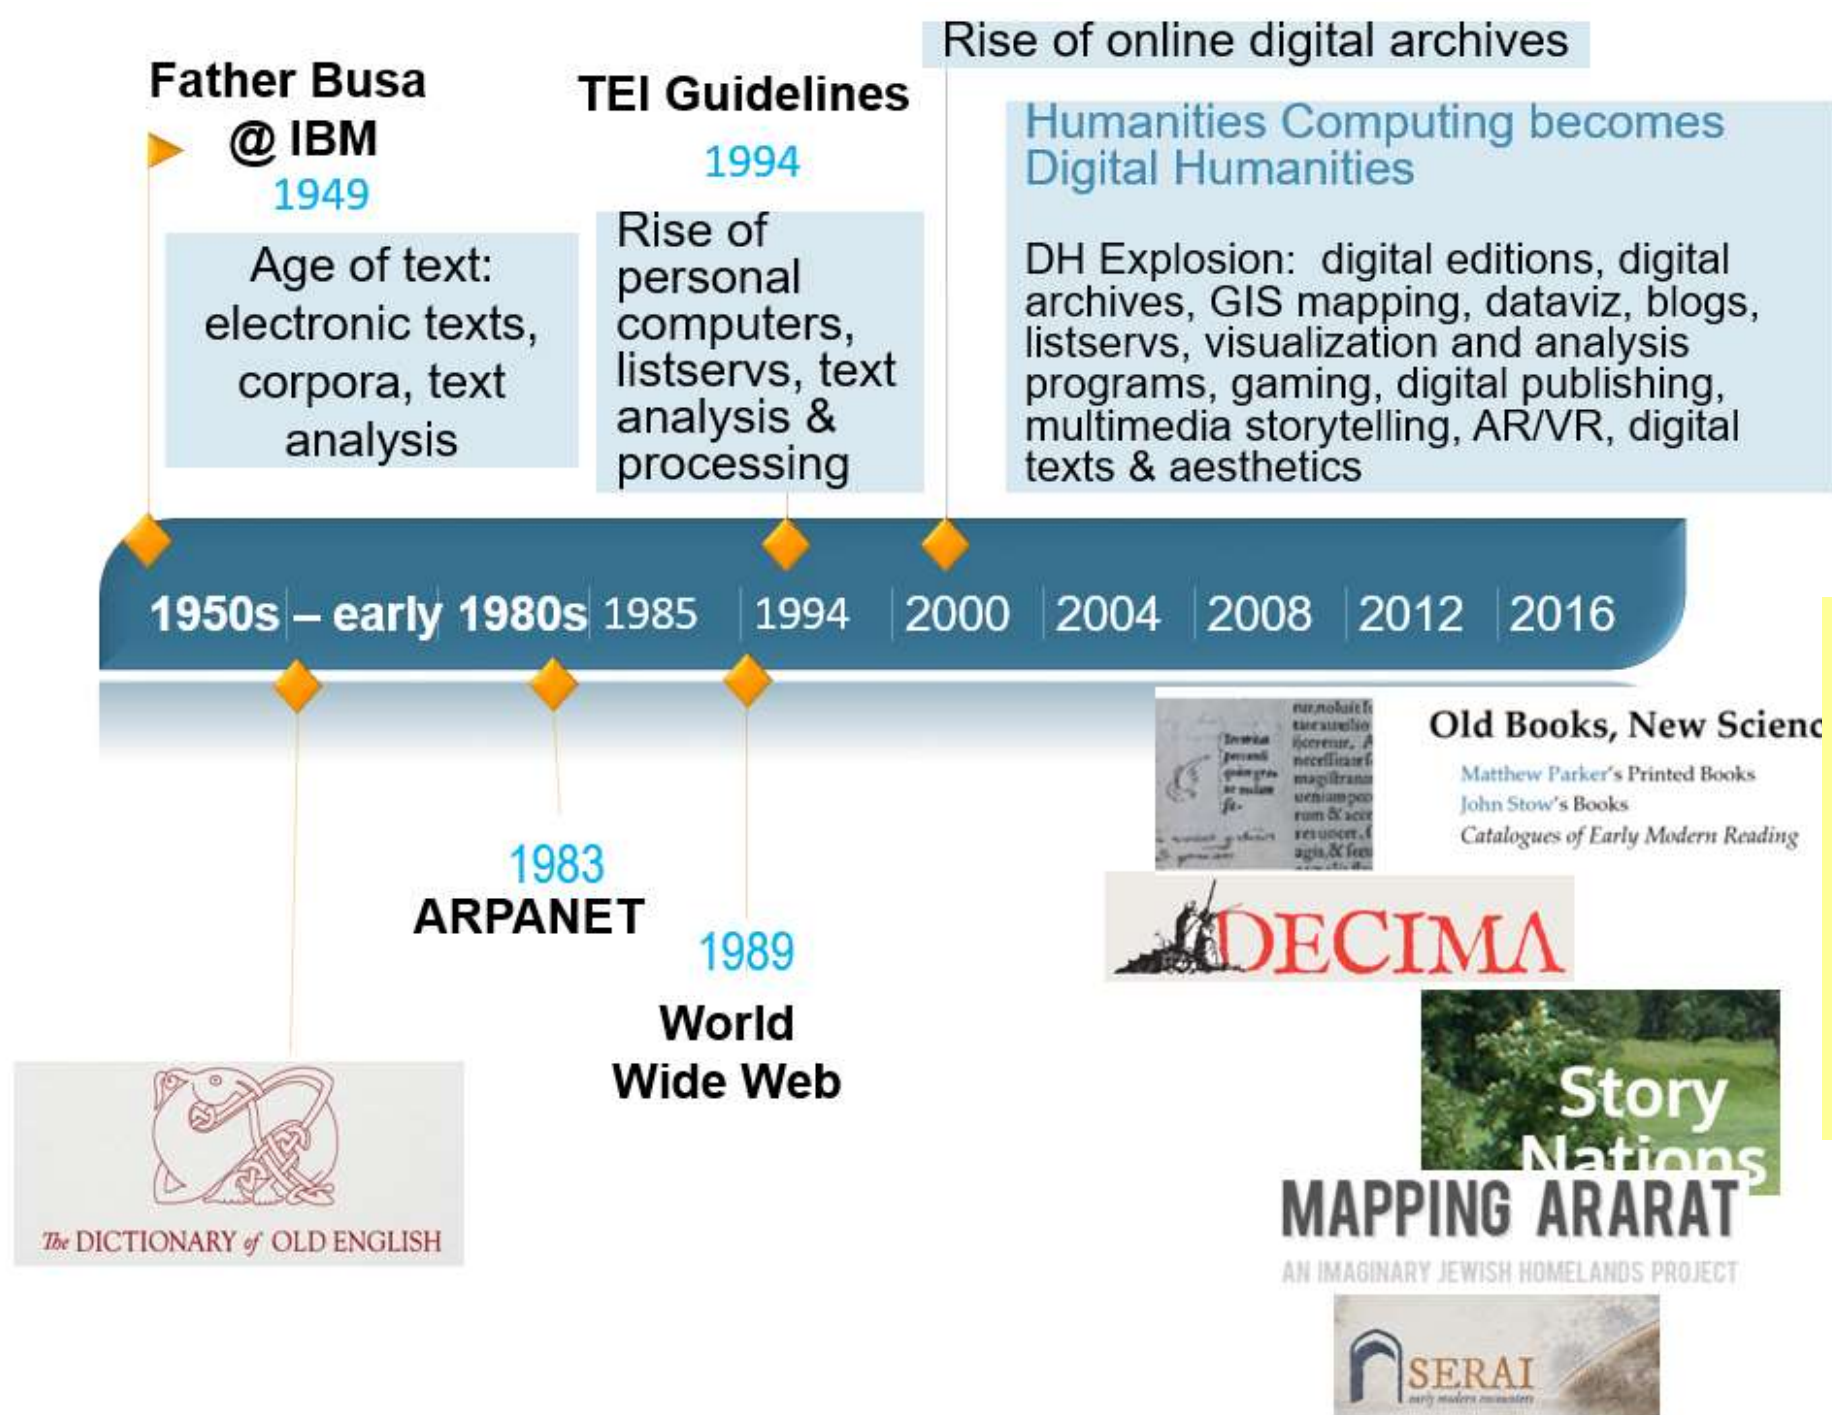 Rise of online digital archives
Father Busa
@ IBM
1949
TEI Guidelines
1994
Age of text:
electronic texts,
corpora, text
analysis
Rise of
personal
computers,
listservs, text
analysis &
processing
Humanities Computing becomes
Digital Humanities
DH Explosion: digital editions, digital
archives, GIS mapping, dataviz, blogs,
listservs, visualization and analysis
programs, gaming, digital publishing,
multimedia storytelling, AR/VR, digital
texts & aesthetics
1950s – early 1980s 1985 1994 2000 2004 2008 2012 2016
1983
ARPANET
1989
World
Wide Web
The DICTIONARY of OLD ENGLISH
Old Books, New Scienc
Matthew Parker's Printed Books
John Stow's Books
Catalogues of Early Modern Reading
DECIMA
Story
Nations
MAPPING ARARAT
AN IMAGINARY JEWISH HOMELANDS PROJECT
SERAI
early modern encounters